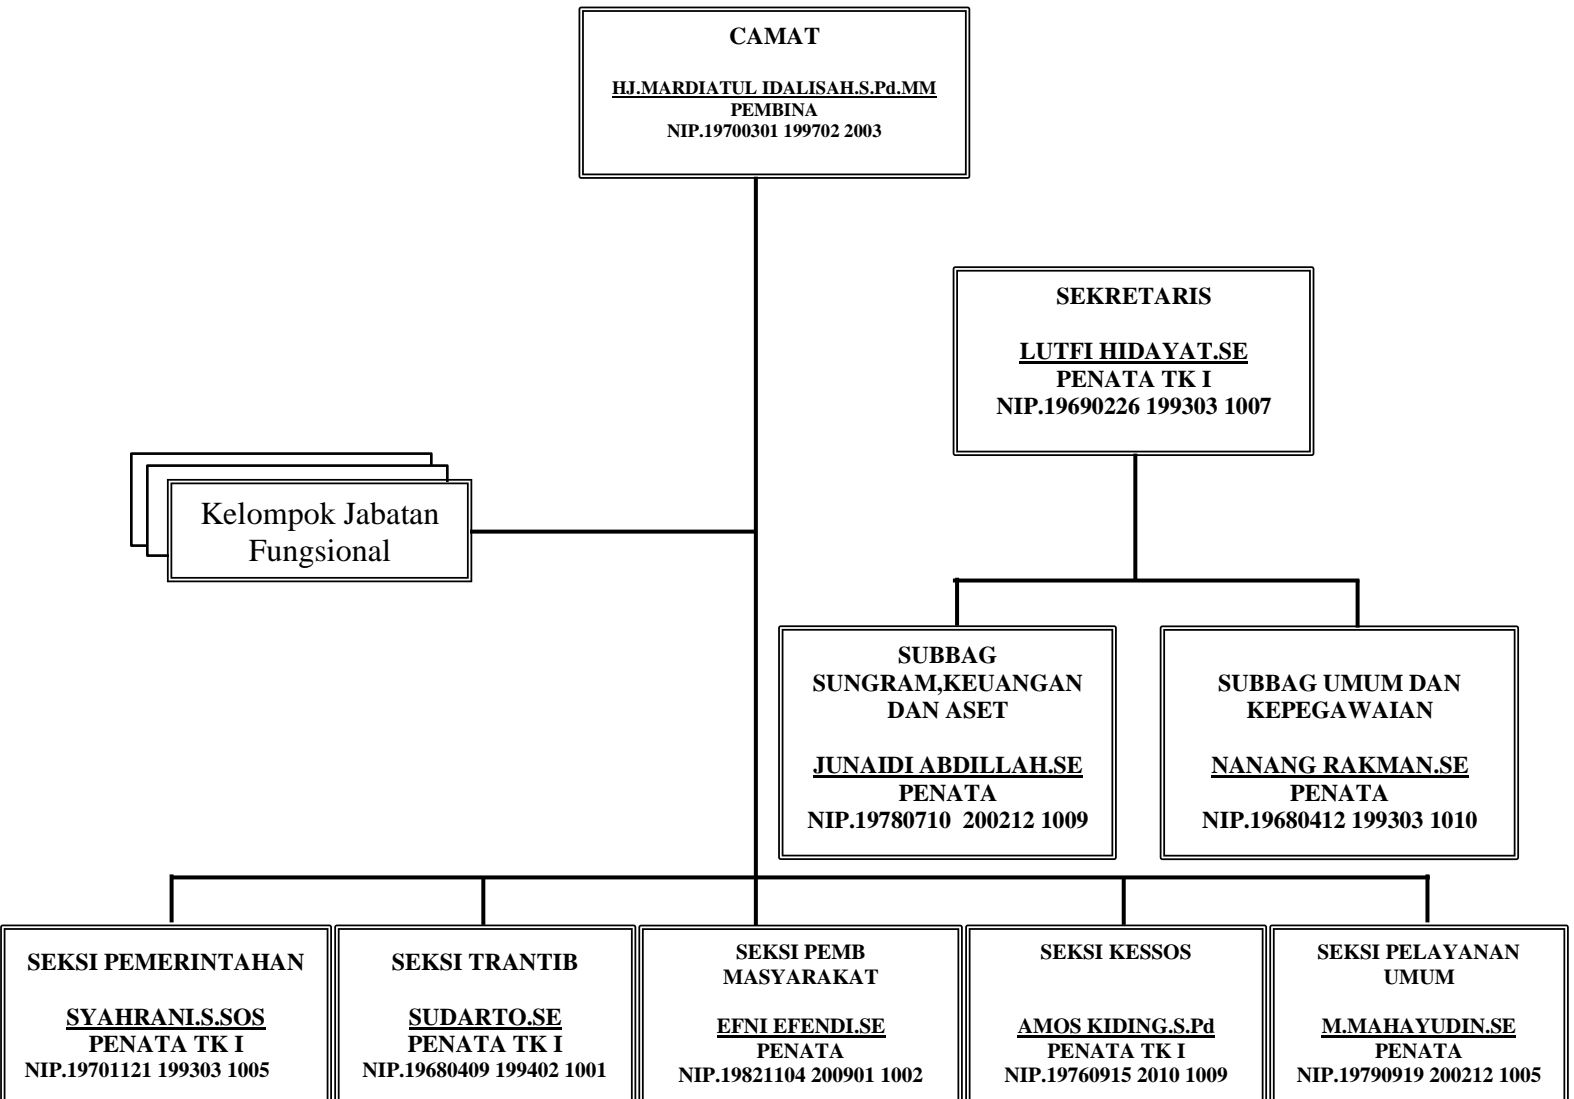 CAMAT
HJ.MARDIATUL IDALISAH.S.Pd.MM
PEMBINA
NIP.19700301 199702 2003
SEKRETARIS
LUTFI HIDAYAT.SE
PENATA TK I
NIP.19690226 199303 1007
Kelompok Jabatan
Fungsional
SUBBAG
SUNGRAM,KEUANGAN
DAN ASET
JUNAIDI ABDILLAH.SE
PENATA
NIP.19780710  200212 1009
SUBBAG UMUM DAN
KEPEGAWAIAN
NANANG RAKMAN.SE
PENATA
NIP.19680412 199303 1010
SEKSI PEMERINTAHAN
SYAHRANI.S.SOS
PENATA TK I
NIP.19701121 199303 1005
SEKSI TRANTIB
SUDARTO.SE
PENATA TK I
NIP.19680409 199402 1001
SEKSI PEMB
MASYARAKAT
EFNI EFENDI.SE
PENATA
NIP.19821104 200901 1002
SEKSI KESSOS
AMOS KIDING.S.Pd
PENATA TK I
NIP.19760915 2010 1009
SEKSI PELAYANAN
UMUM
M.MAHAYUDIN.SE
PENATA
NIP.19790919 200212 1005